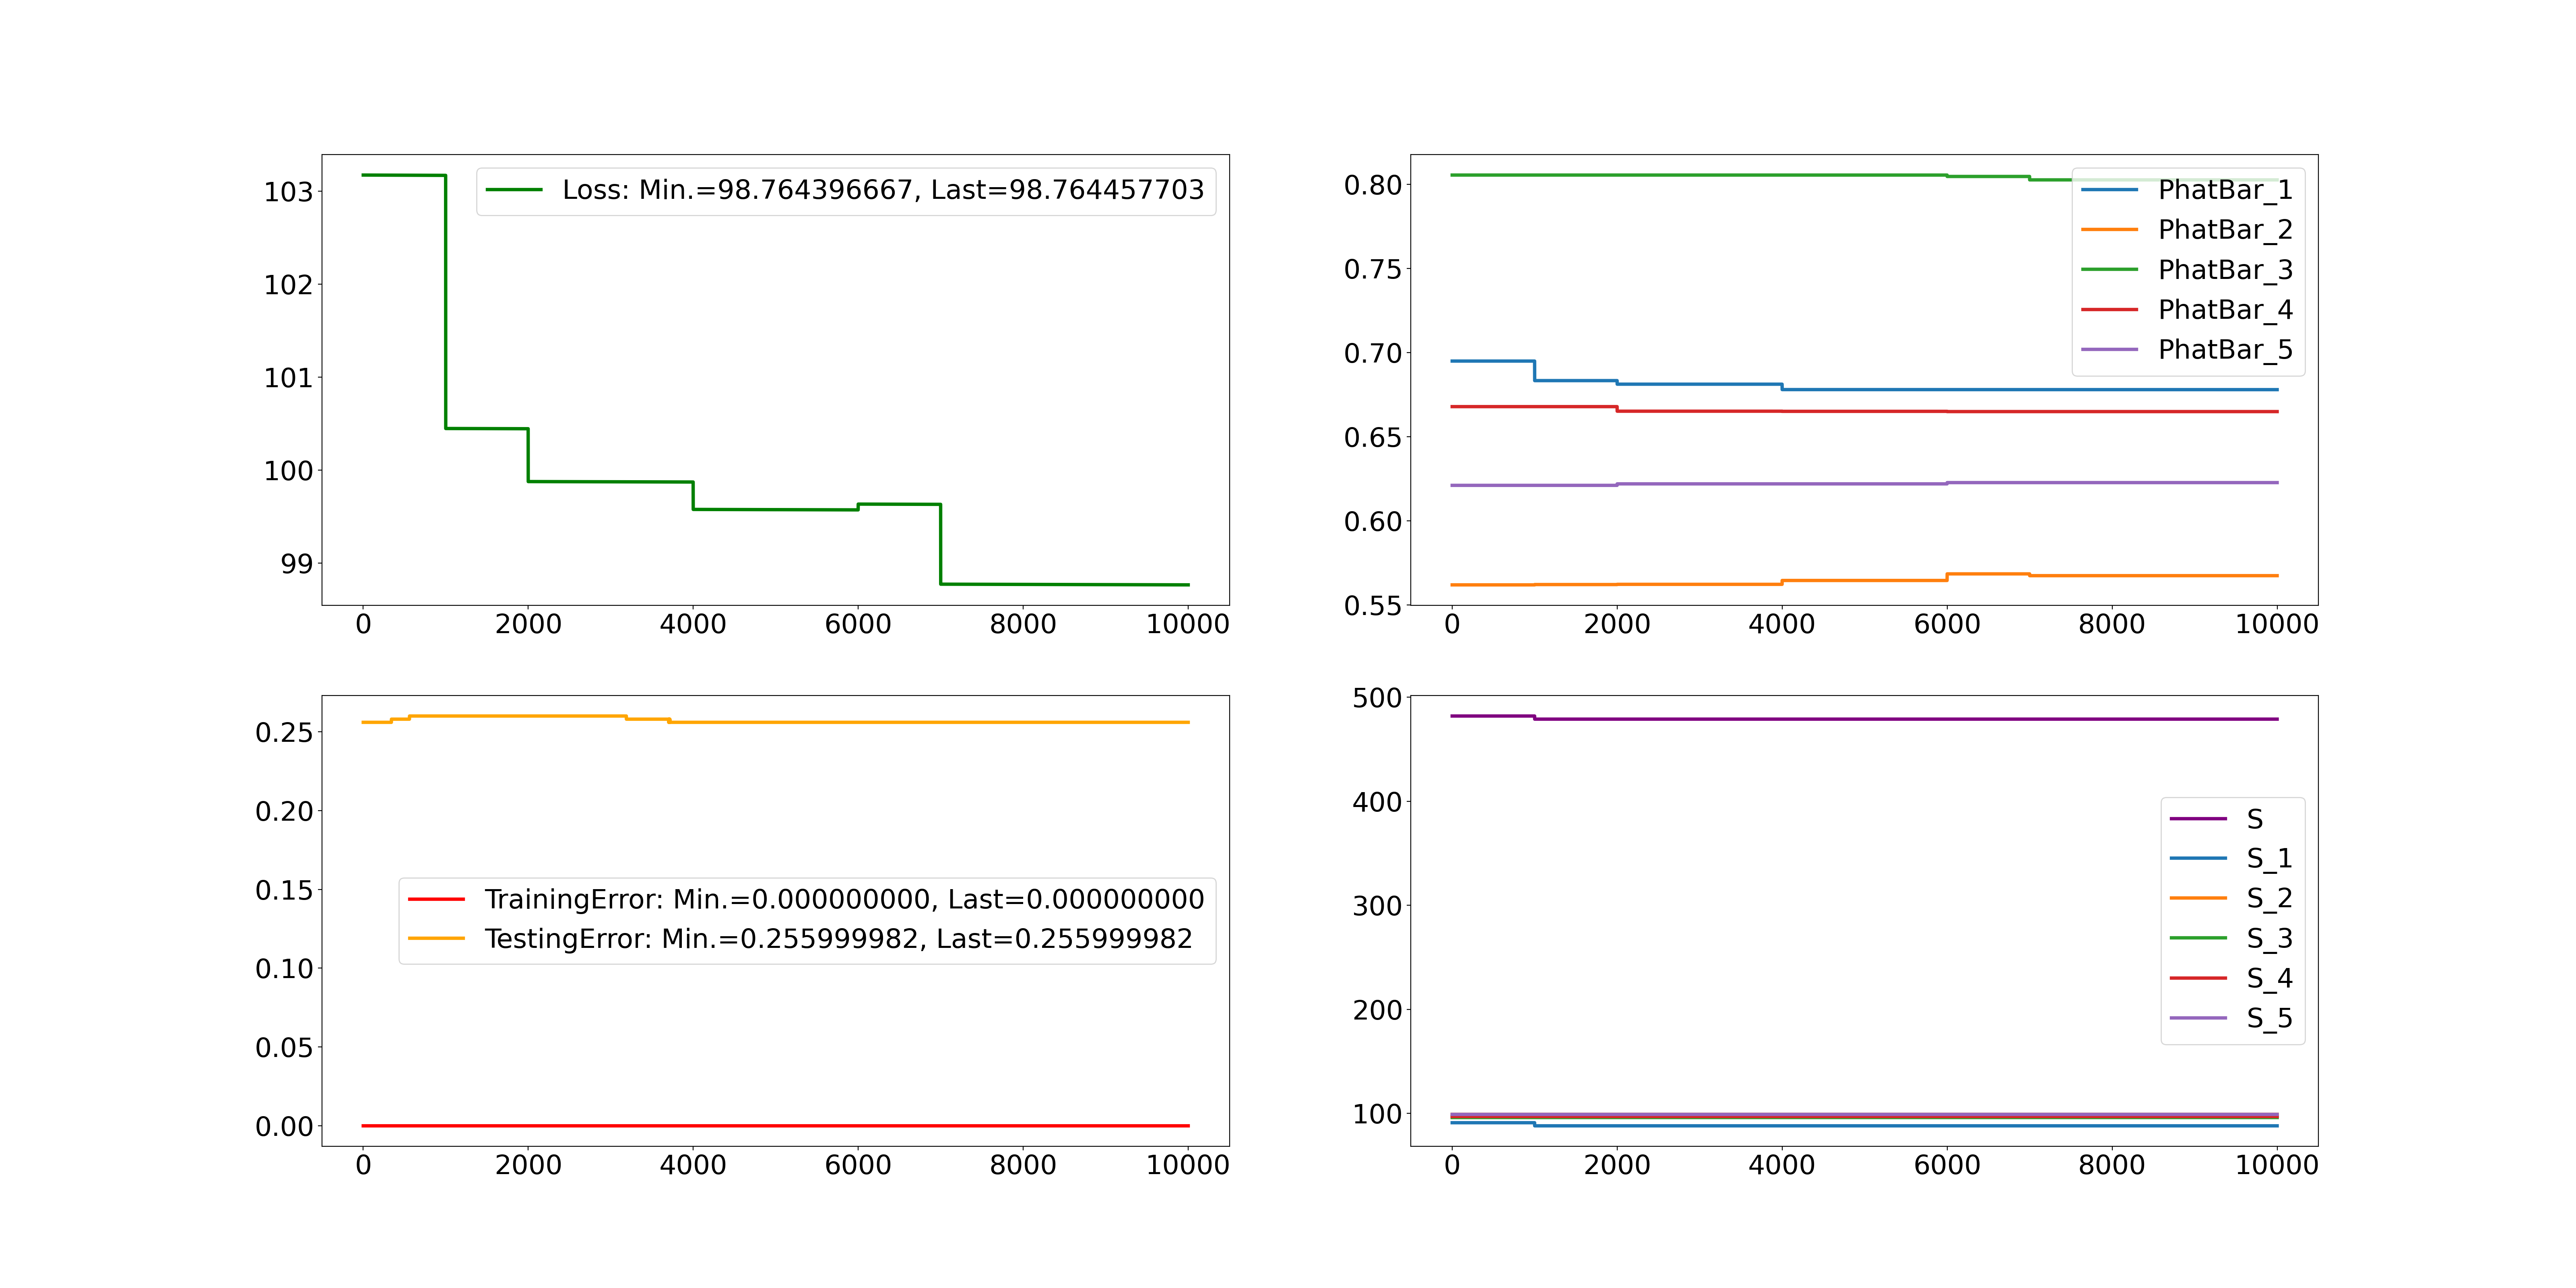 Loss: Min.=98.764396667, Last=98.764457703
103
102
101
100
99
0 2000 4000 6000 8000 10000
PhatBar_1
PhatBar_2
PhatBar_3
PhatBar_4
PhatBar_5
0.80
0.75
0.70
0.65
0.60
0.55
0 2000 4000 6000 8000 10000
0.25
0.20
0.15
0.10
0.05
0.00
TrainingError: Min.=0.000000000, Last=0.000000000
TestingError: Min.=0.255999982, Last=0.255999982
0 2000 4000 6000 8000 10000
500
400
300
200
100
S
S_1
S_2
S_3
S_4
S_5
0 2000 4000 6000 8000 10000